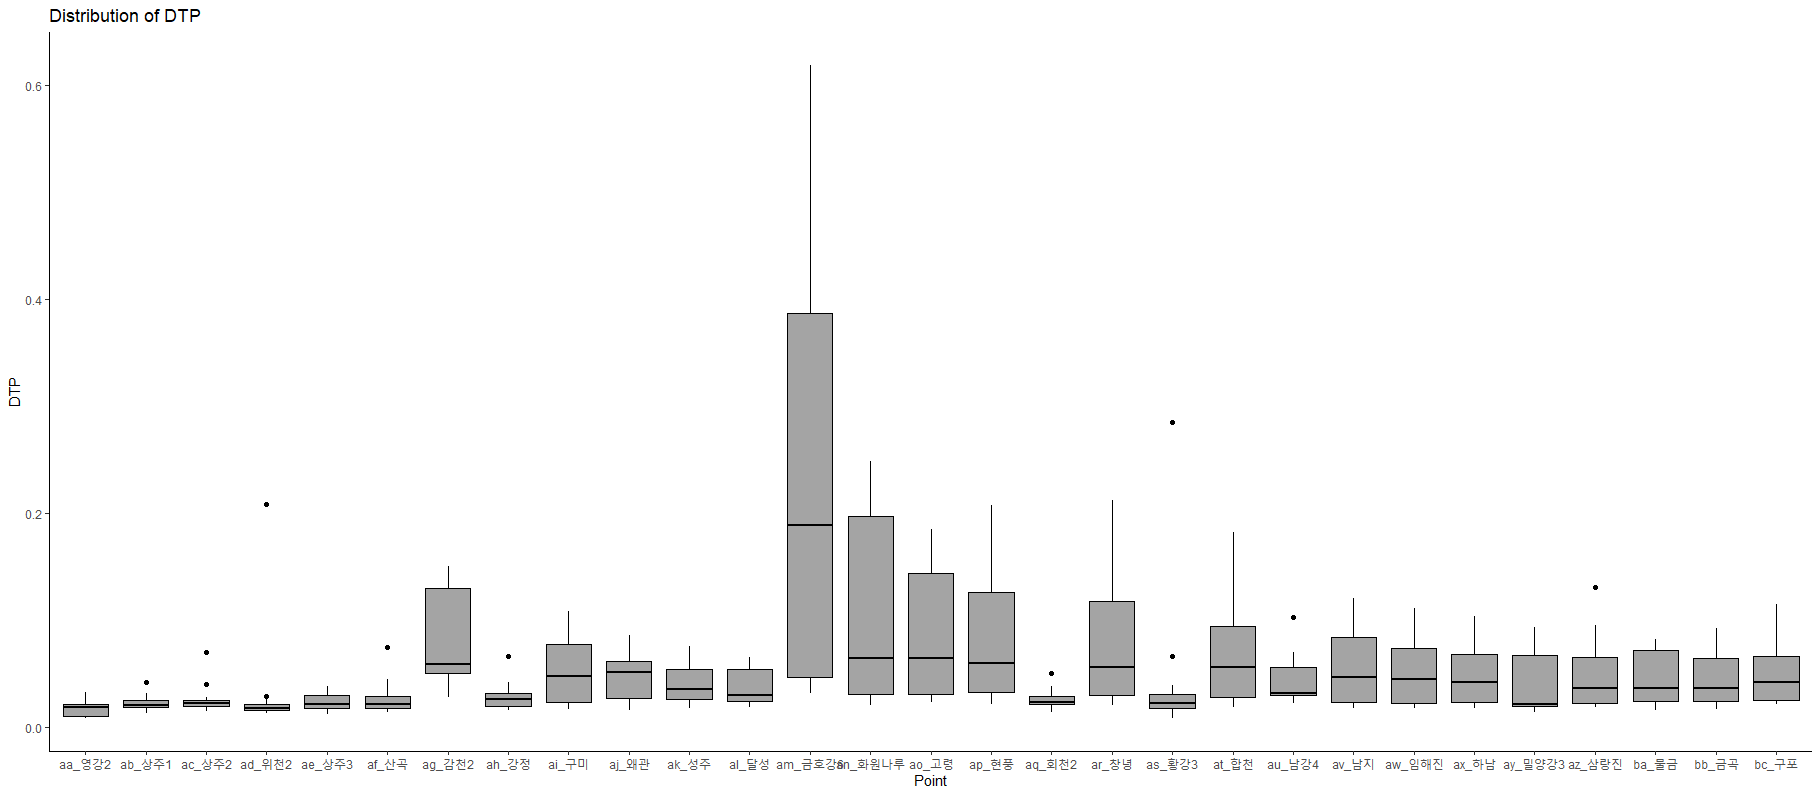 Distribution of DTP
DTP
0.6
0.4
0.2
0.0
aa_영강2 ab_상주1 ac_상주2 ad_위천2 ae_상주3 af_산곡 ag_감천2 ah_강정 ai_구미 aj_왜관 ak_성주 al_달성 am_금호강6 an_화원나루 ao_고령 ap_현풍 aq_회천2 ar_창녕 as_황강3 at_합천 au_남강4 av_남지 aw_임해진 ax_하남 ay_밀양강3 az_삼랑진 ba_물금 bb_금곡 bc_구포
Point